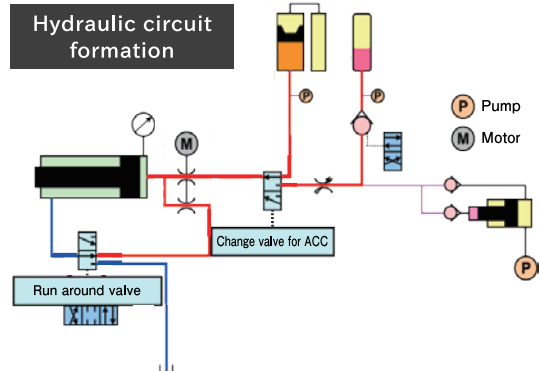 Hydraulic circuit
formation
P
P
P Pump
M Motor
M
Change valve for ACC
Run around valve
P